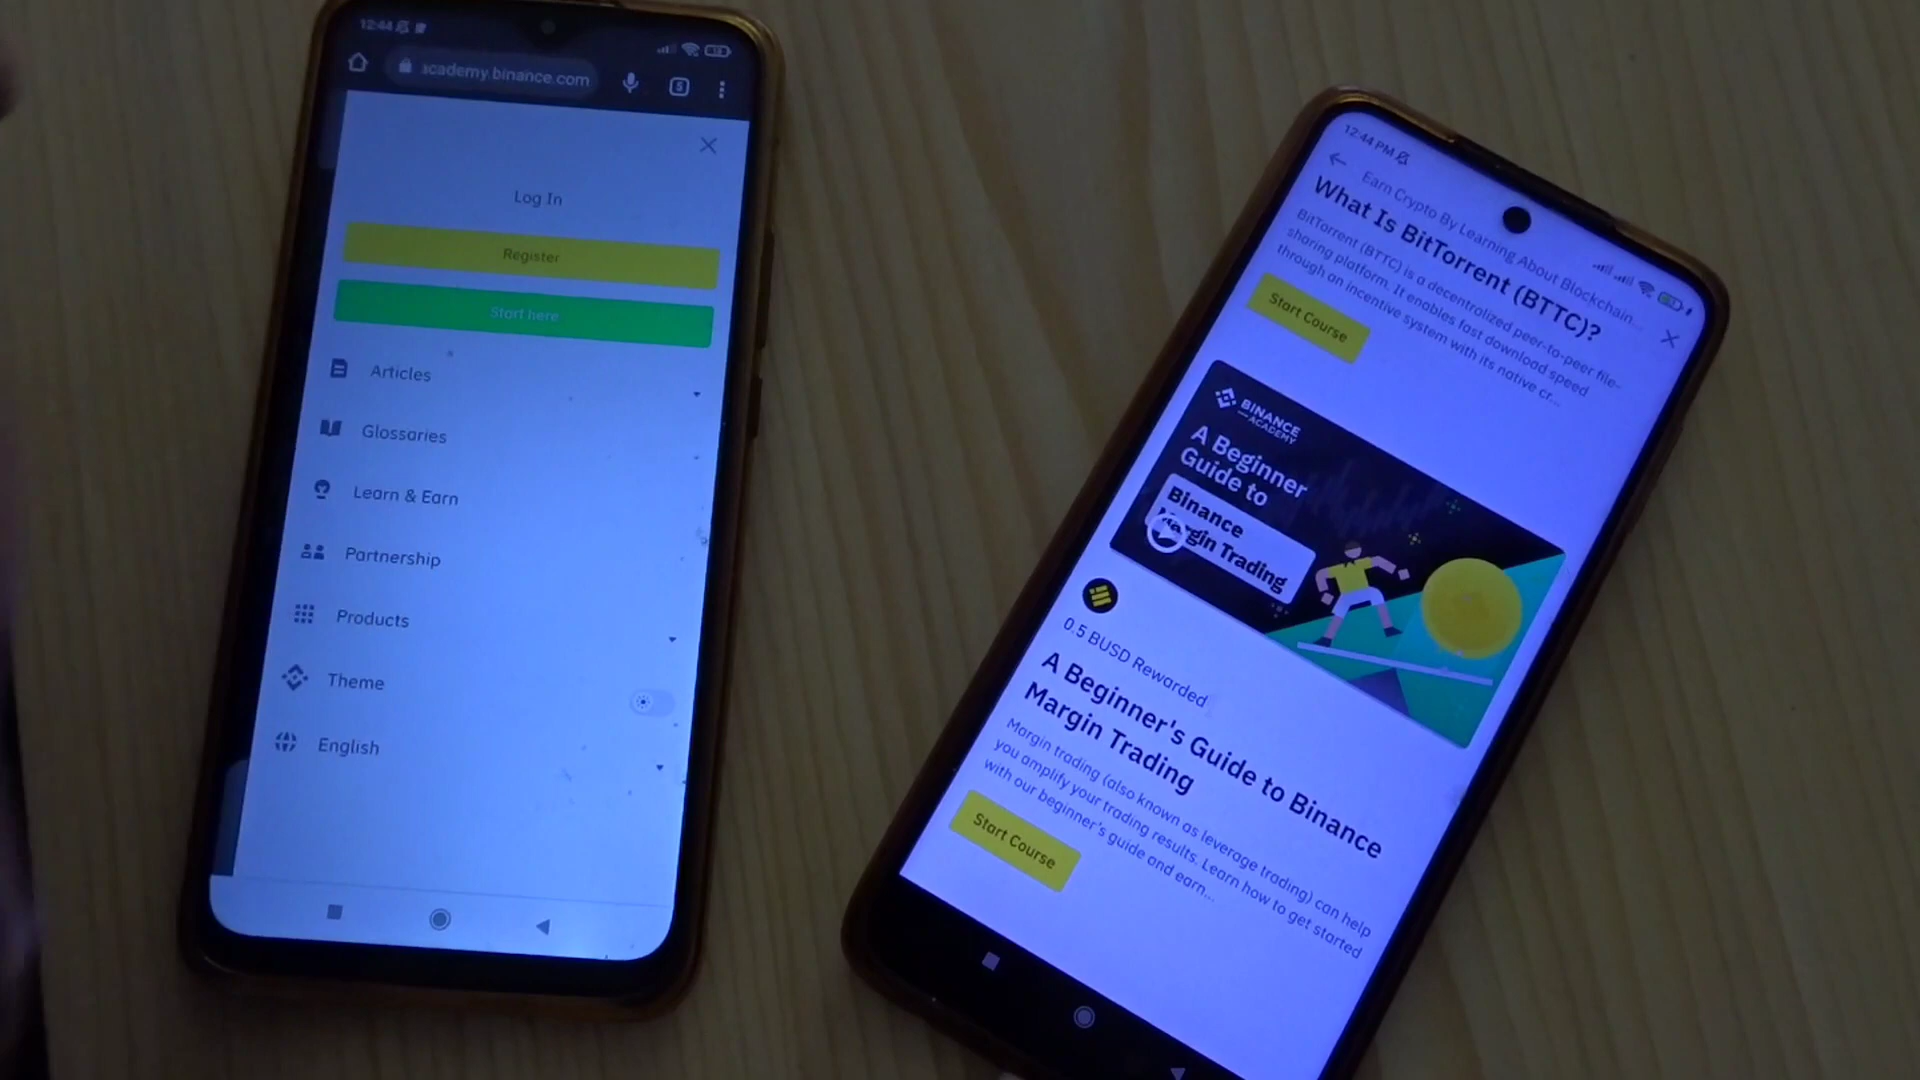 12:44
academy.binance.com
5
Log In
Register
Start here
Articles
Glossaries
Learn & Earn
Partnership
Products
Theme
English
12:44 PM
Earn Crypto By Learning About Blockchain...
What Is BitTorrent (BTTC)?
BitTorrent (BTTC) is a decentralized peer-to-peer file-
sharing platform. It enables fast download speed
through an incentive system with its native cr...
Start Course
BINANCE
ACADEMY
A Beginner
Guide to
Binance
Margin Trading
0.5 BUSD Rewarded
A Beginner's Guide to Binance
Margin Trading
Margin trading (also known as leverage trading) can help
you amplify your trading results. Learn how to get started
with our beginner's guide and earn...
Start Course